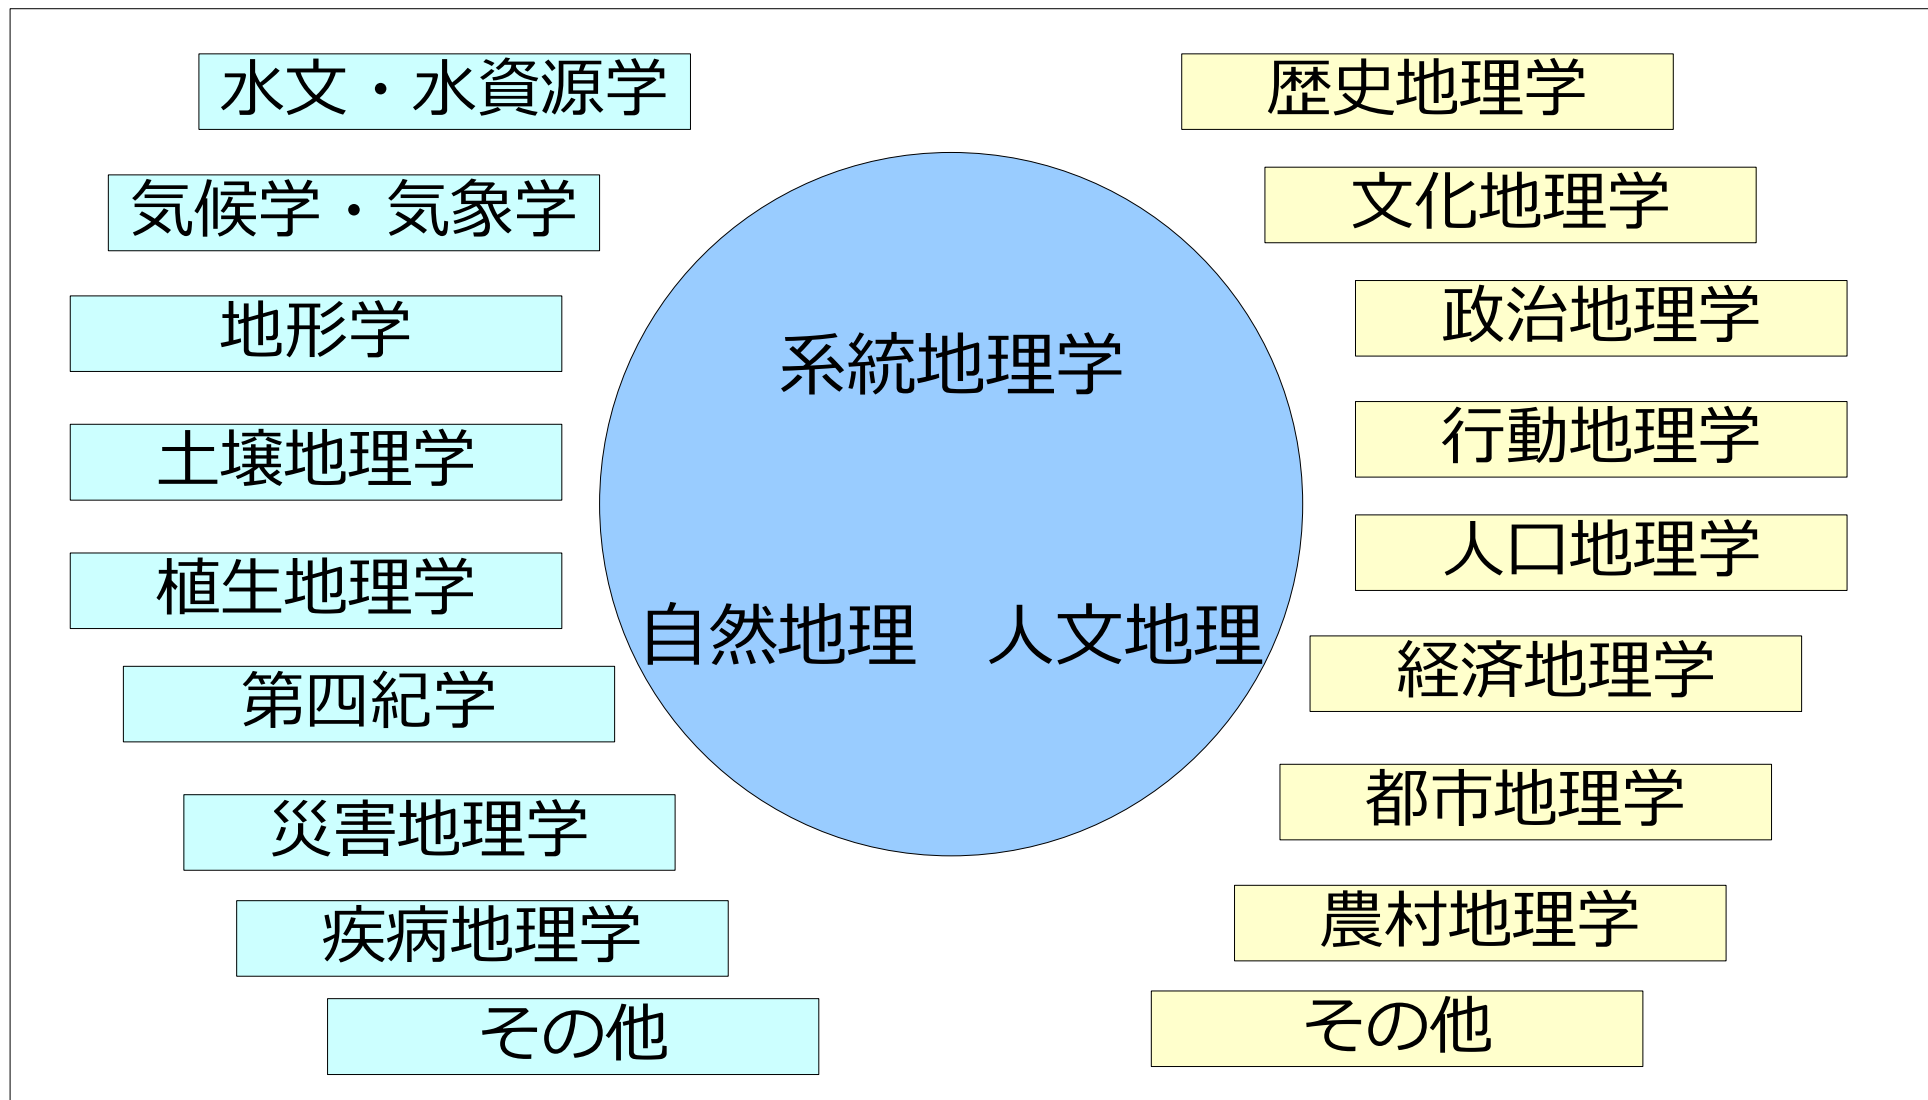 水文・水資源学
気候学・気象学
地形学
土壌地理学
植生地理学
第四紀学
災害地理学
疾病地理学
その他
系統地理学
自然地理　人文地理
歴史地理学
文化地理学
政治地理学
行動地理学
人口地理学
経済地理学
都市地理学
農村地理学
その他